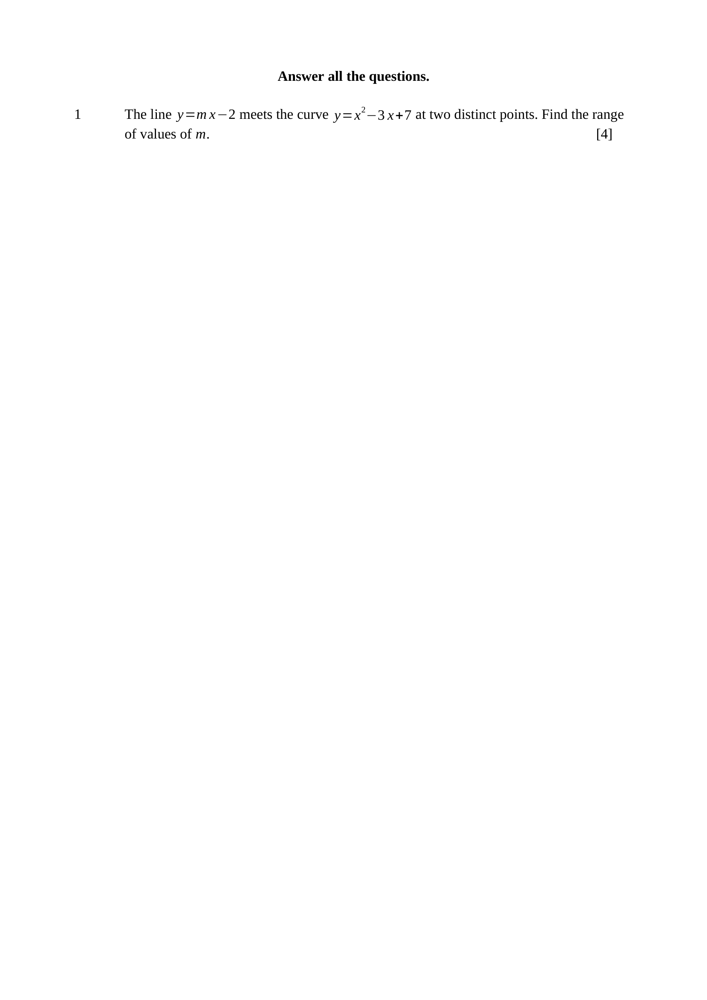 Answer all the questions.
1 The line y=mx−2 meets the curve y=x²−3x+7 at two distinct points. Find the range
of values of m. [4]